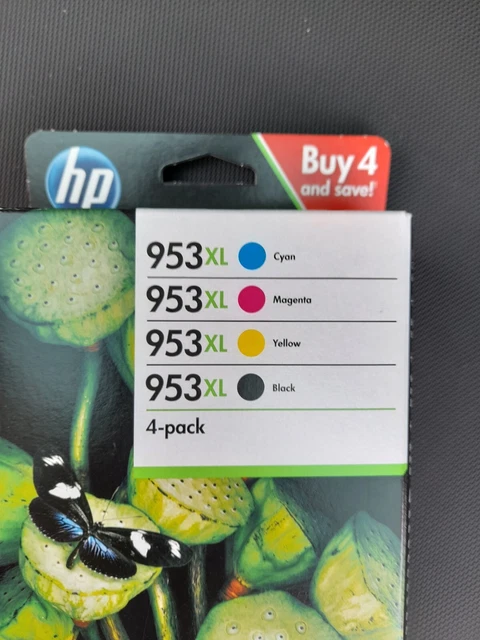 hp
Buy 4
and save!
953XL Cyan
953XL Magenta
953XL Yellow
953XL Black
4-pack